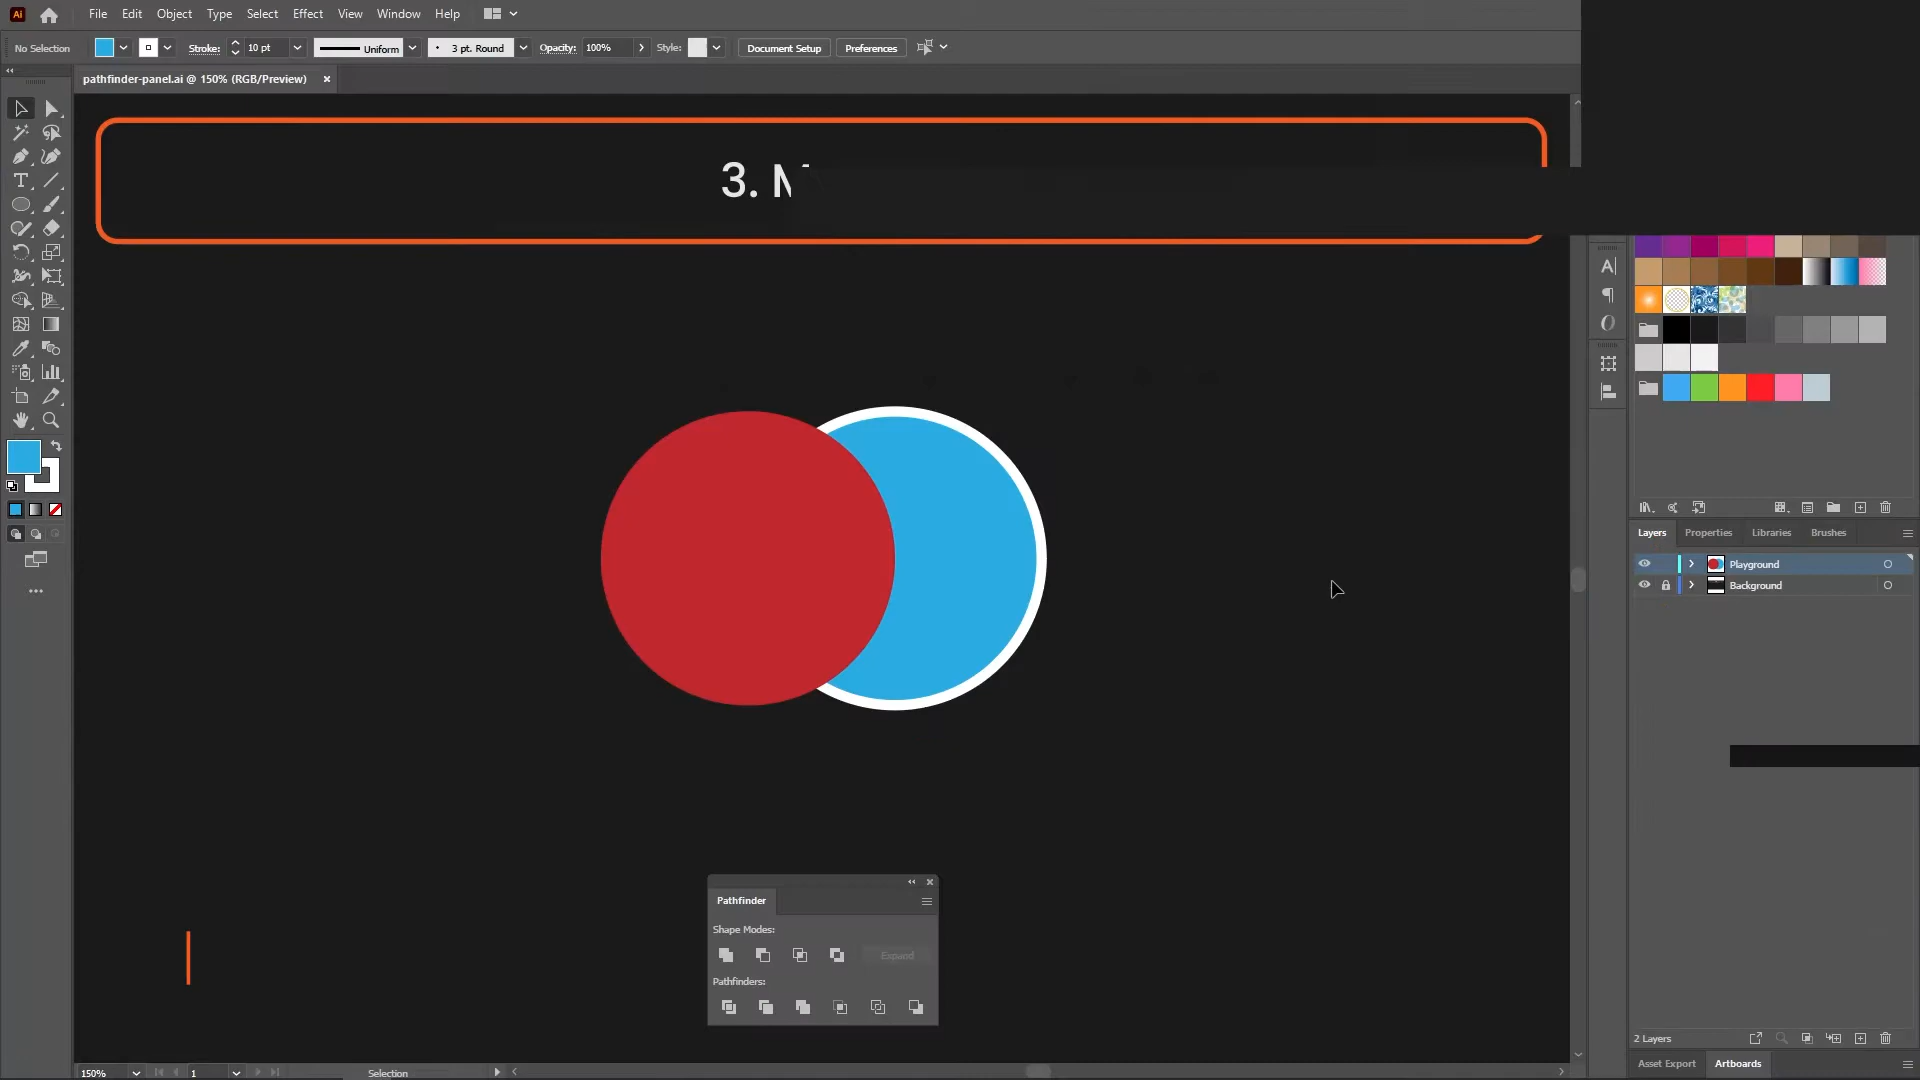 Ai File Edit Object Type Select Effect View Window Help
No Selection Stroke: 10 pt Uniform 3 pt. Round Opacity: 100% Style: Document Setup Preferences
pathfinder-panel.ai @ 150% (RGB/Preview)
3.
Layers Properties Libraries Brushes
Playground
Background
Pathfinder
Shape Modes:
Expand
Pathfinders:
2 Layers
Asset Export Artboards
150% 1 Selection